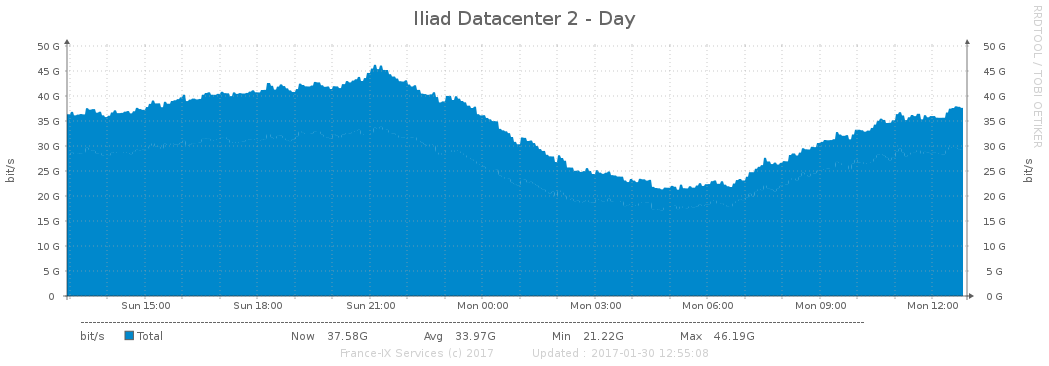 Iliad Datacenter 2 - Day
RRDTOOL / TOBI OETIKER
bit/s
50 G 50 G
45 G 45 G
40 G 40 G
35 G 35 G
30 G 30 G
25 G 25 G
20 G 20 G
15 G 15 G
10 G 10 G
5 G 5 G
0 0 G
bit/s
Sun 15:00 Sun 18:00 Sun 21:00 Mon 00:00 Mon 03:00 Mon 06:00 Mon 09:00 Mon 12:00
bit/s Total Now 37.58G Avg 33.97G Min 21.22G Max 46.19G
France-IX Services (c) 2017 Updated : 2017-01-30 12:55:08